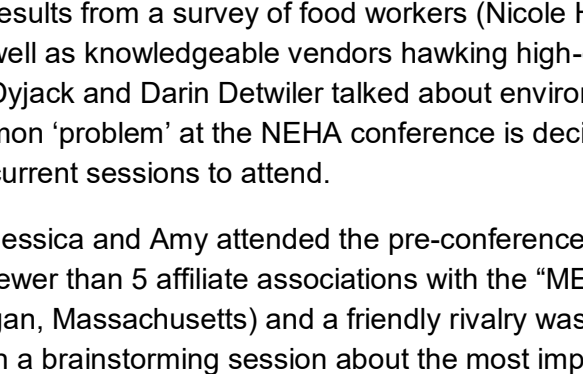 esults from a survey of food workers (Nicole H
well as knowledgeable vendors hawking high-
Dyjack and Darin Detwiler talked about enviro
mon ‘problem’ at the NEHA conference is deci
current sessions to attend.
essica and Amy attended the pre-conference
ewer than 5 affiliate associations with the “ME
gan, Massachusetts) and a friendly rivalry was
n a brainstorming session about the most imp